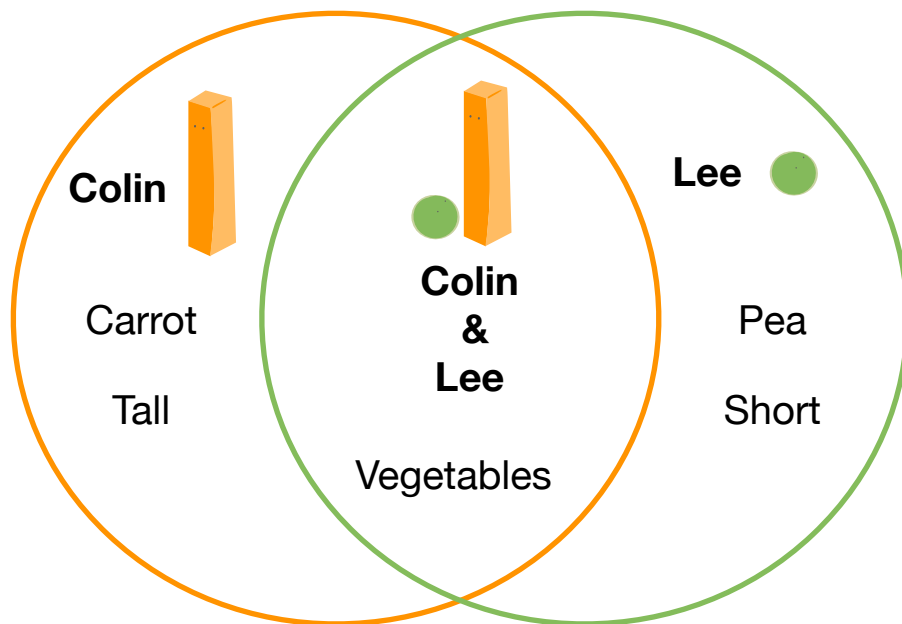 Colin
Carrot
Tall
Colin
&
Lee
Vegetables
Lee
Pea
Short